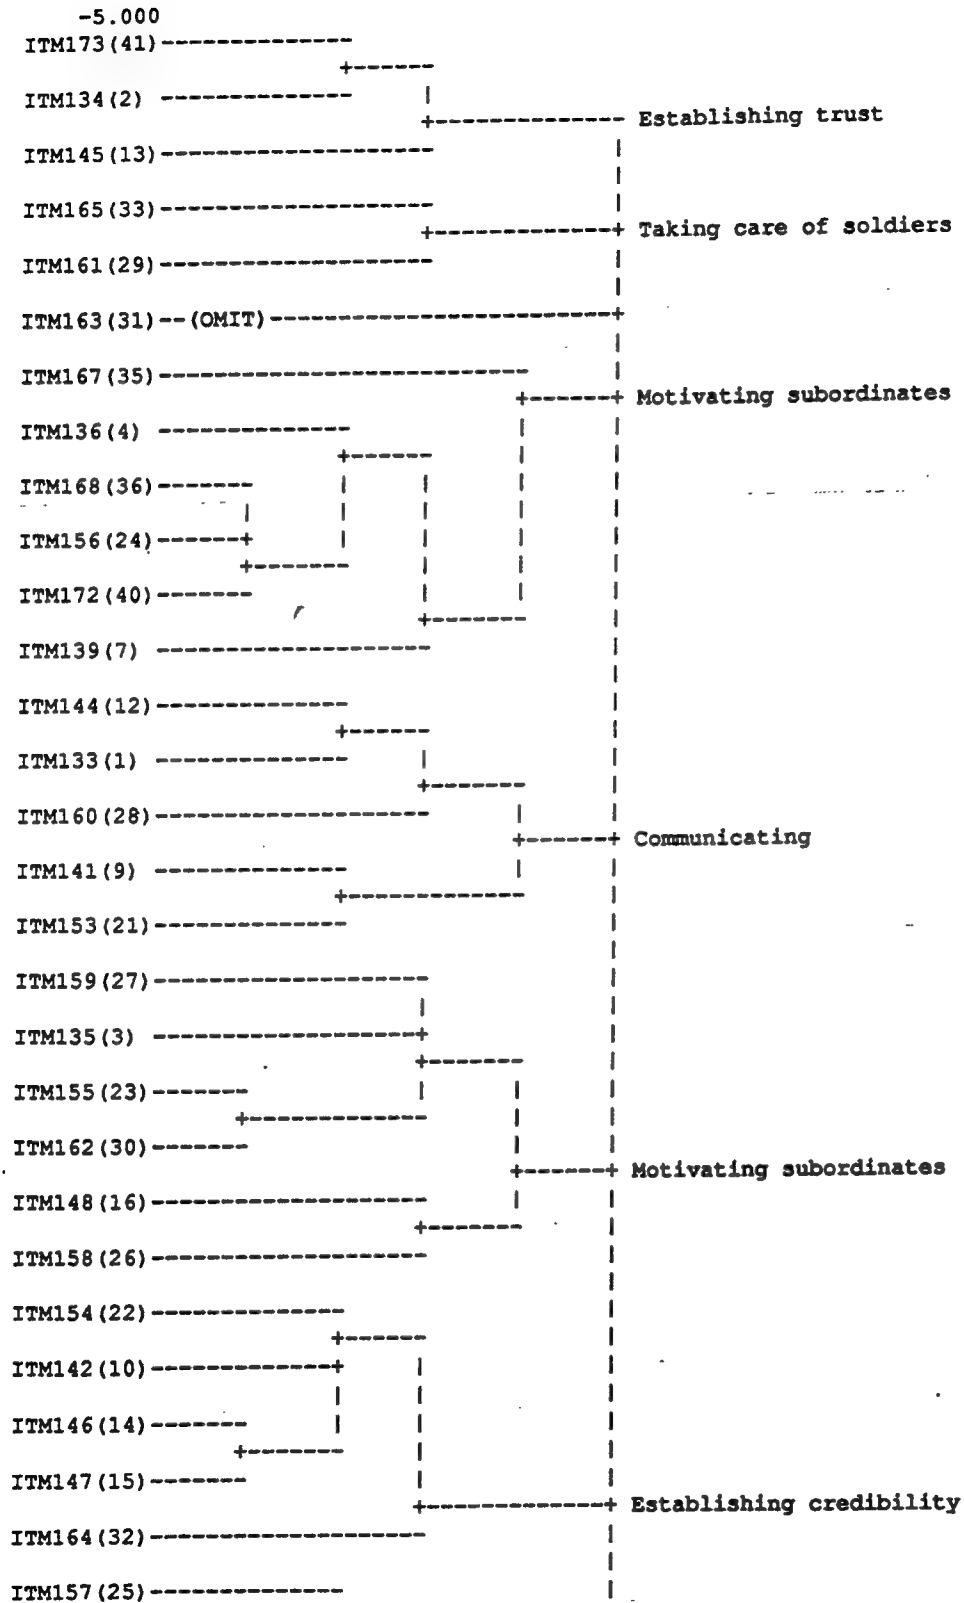 -5.000
ITM173(41)
ITM134(2)
Establishing trust
ITM145(13)
ITM165(33)
Taking care of soldiers
ITM161(29)
ITM163(31)--(OMIT)
ITM167(35)
Motivating subordinates
ITM136(4)
ITM168(36)
ITM156(24)
ITM172(40)
ITM139(7)
ITM144(12)
ITM133(1)
ITM160(28)
Communicating
ITM141(9)
ITM153(21)
ITM159(27)
ITM135(3)
ITM155(23)
ITM162(30)
Motivating subordinates
ITM148(16)
ITM158(26)
ITM154(22)
ITM142(10)
ITM146(14)
ITM147(15)
Establishing credibility
ITM164(32)
ITM157(25)